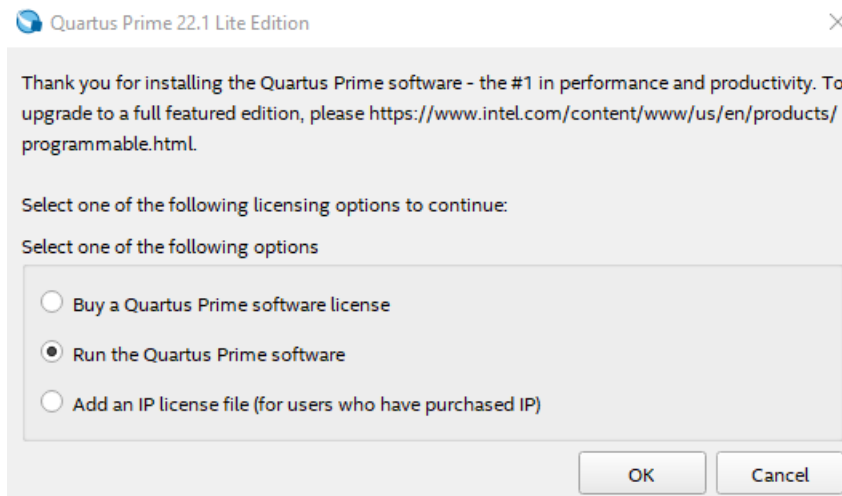 Quartus Prime 22.1 Lite Edition
Thank you for installing the Quartus Prime software - the #1 in performance and productivity. To
upgrade to a full featured edition, please https://www.intel.com/content/www/us/en/products/
programmable.html.
Select one of the following licensing options to continue:
Select one of the following options
Buy a Quartus Prime software license
Run the Quartus Prime software
Add an IP license file (for users who have purchased IP)
OK Cancel